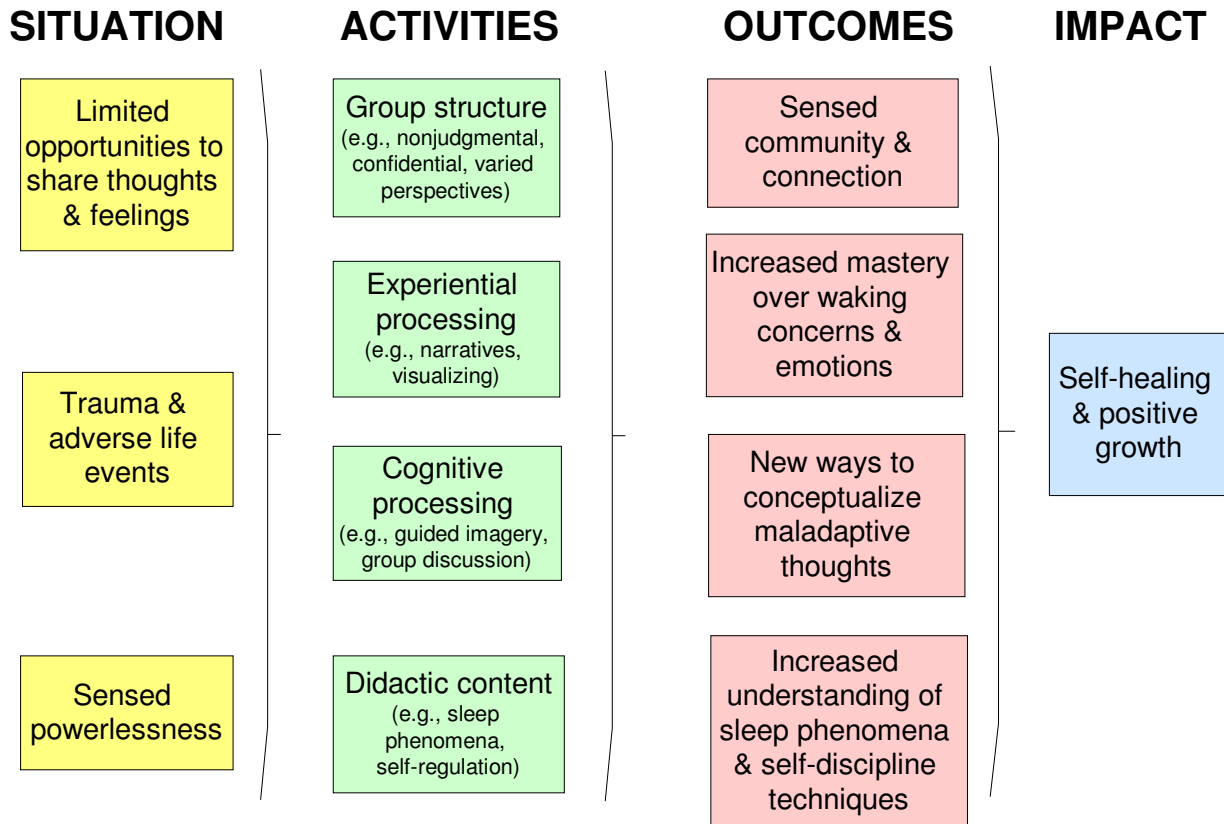 SITUATION
ACTIVITIES
OUTCOMES
IMPACT
Limited
opportunities to
share thoughts
& feelings
Trauma &
adverse life
events
Sensed
powerlessness
Group structure
(e.g., nonjudgmental,
confidential, varied
perspectives)
Experiential
processing
(e.g., narratives,
visualizing)
Cognitive
processing
(e.g., guided imagery,
group discussion)
Didactic content
(e.g., sleep
phenomena,
self-regulation)
Sensed
community &
connection
Increased mastery
over waking
concerns &
emotions
New ways to
conceptualize
maladaptive
thoughts
Increased
understanding of
sleep phenomena
& self-discipline
techniques
Self-healing
& positive
growth